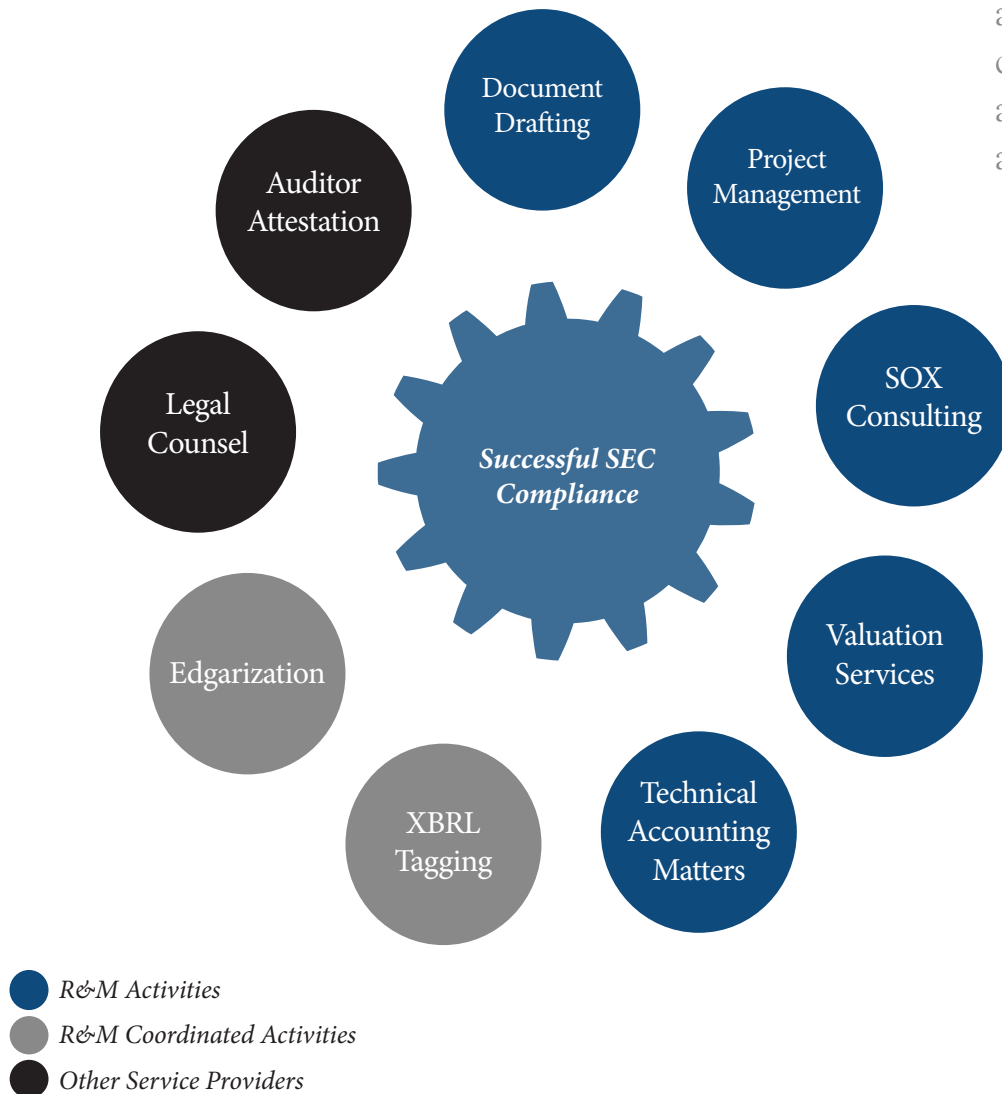 Document
Drafting
Project
Management
Auditor
Attestation
SOX
Consulting
Legal
Counsel
Successful SEC
Compliance
Valuation
Services
Edgarization
Technical
Accounting
Matters
XBRL
Tagging
R&M Activities
R&M Coordinated Activities
Other Service Providers